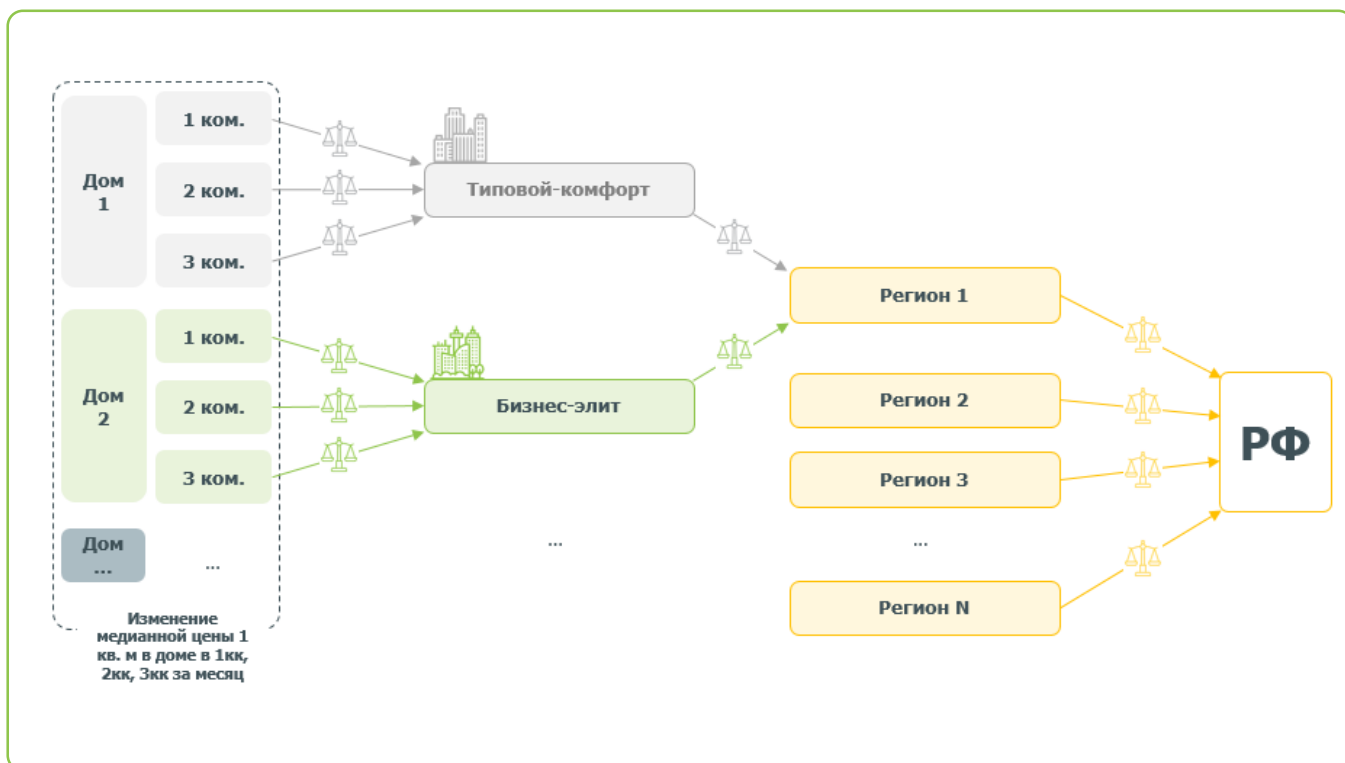 Дом
1
1 ком.
2 ком.
3 ком.
Типовой-комфорт
Дом
2
1 ком.
2 ком.
3 ком.
Бизнес-элит
Дом
...
...
Изменение
медианной цены 1
кв. м в доме в 1кк,
2кк, 3кк за месяц
...
Регион 1
Регион 2
Регион 3
...
Регион N
РФ